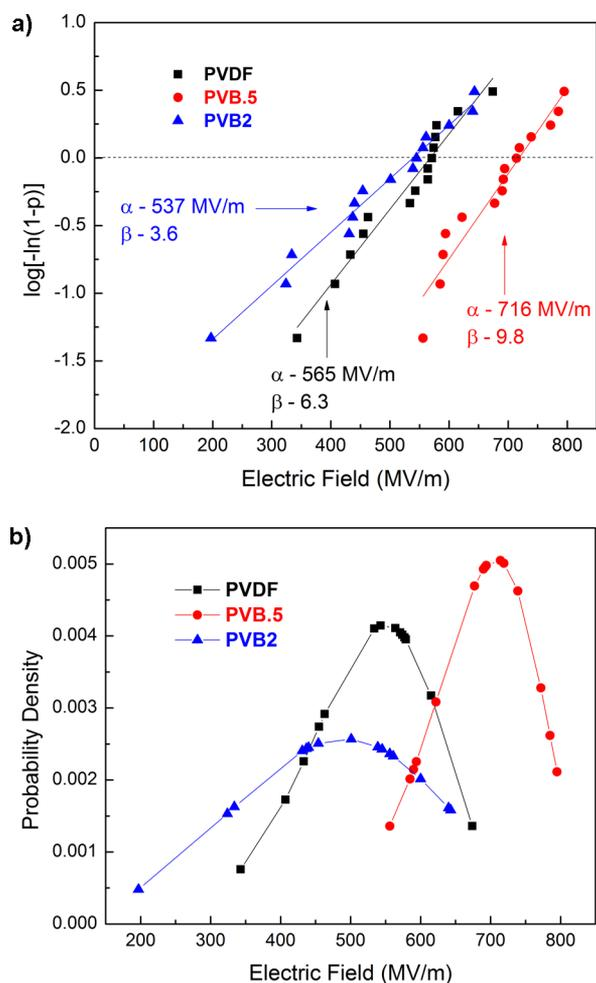 a)
PVDF
PVB.5
PVB2
0.5
0.0
-0.5
-1.0
-1.5
-2.0
log[-ln(1-p)]
α - 537 MV/m
β - 3.6
α - 716 MV/m
β - 9.8
α - 565 MV/m
β - 6.3
0 100 200 300 400 500 600 700 800
Electric Field (MV/m)
b)
PVDF
PVB.5
PVB2
0.005
0.004
0.003
0.002
0.001
0.000
Probability Density
200 300 400 500 600 700 800
Electric Field (MV/m)